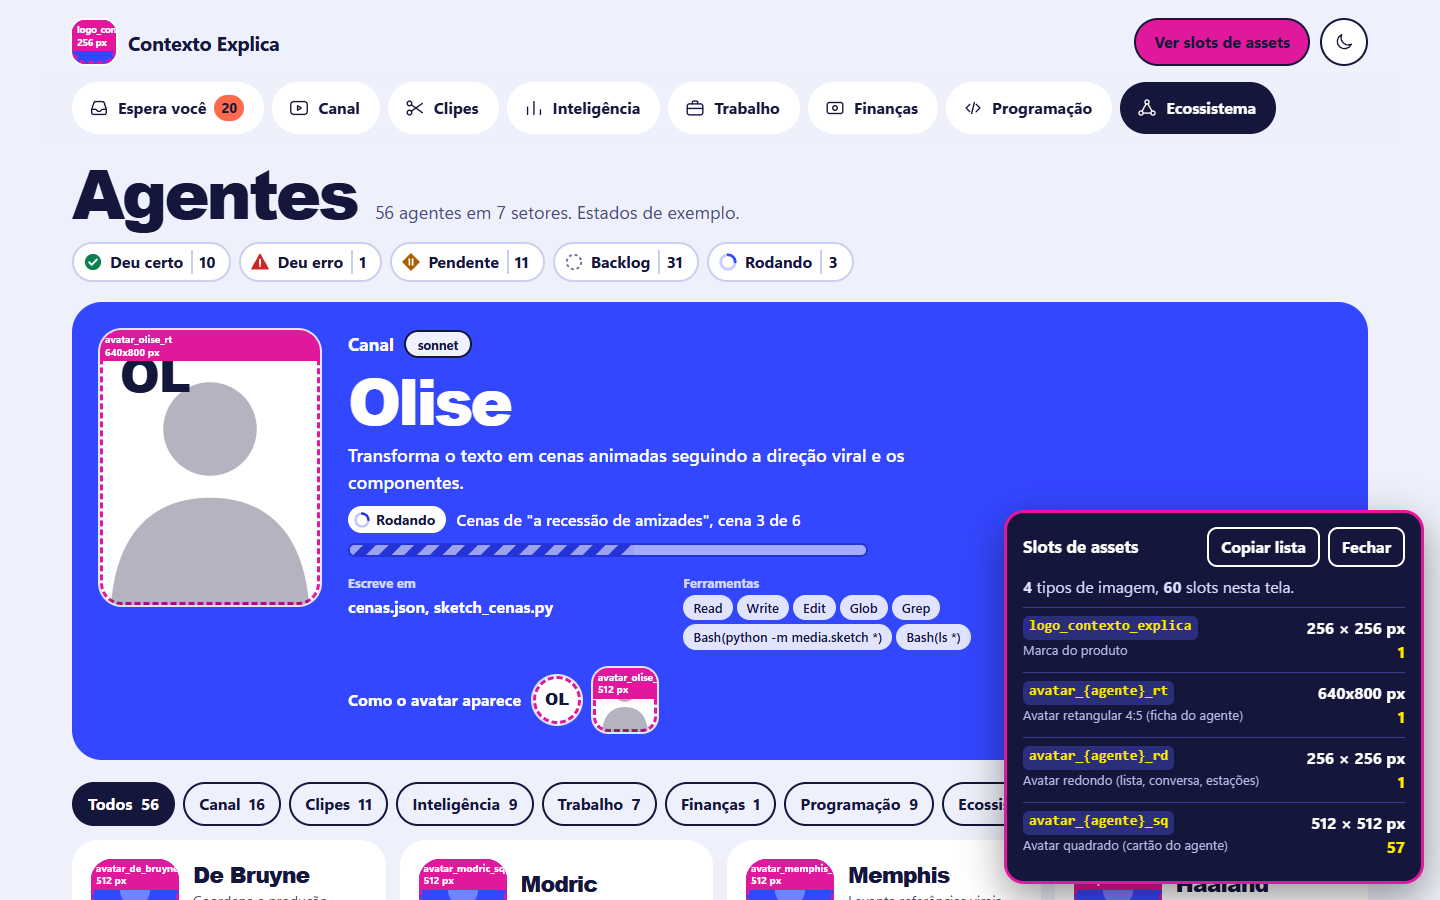 logo_con
256 px
Contexto Explica
Ver slots de assets
Espera você 20
Canal
Clipes
Inteligência
Trabalho
Finanças
Programação
Ecossistema
Agentes
56 agentes em 7 setores. Estados de exemplo.
Deu certo 10
Deu erro 1
Pendente 11
Backlog 31
Rodando 3
avatar_olise_rt
640x800 px
OL
Canal sonnet
Olise
Transforma o texto em cenas animadas seguindo a direção viral e os
componentes.
Rodando Cenas de "a recessão de amizades", cena 3 de 6
Escreve em
cenas.json, sketch_cenas.py
Ferramentas
Read Write Edit Glob Grep
Bash(python -m media.sketch *) Bash(ls *)
Como o avatar aparece
OL
avatar_olise_
512 px
Slots de assets
Copiar lista
Fechar
4 tipos de imagem, 60 slots nesta tela.
logo_contexto_explica 256 × 256 px
Marca do produto 1
avatar_{agente}_rt 640x800 px
Avatar retangular 4:5 (ficha do agente) 1
avatar_{agente}_rd 256 × 256 px
Avatar redondo (lista, conversa, estações) 1
avatar_{agente}_sq 512 × 512 px
Avatar quadrado (cartão do agente) 57
Todos 56
Canal 16
Clipes 11
Inteligência 9
Trabalho 7
Finanças 1
Programação 9
avatar_de_bruyne
512 px
De Bruyne
avatar_modric_sq
512 px
Modric
avatar_memphis_
512 px
Memphis
Haaland